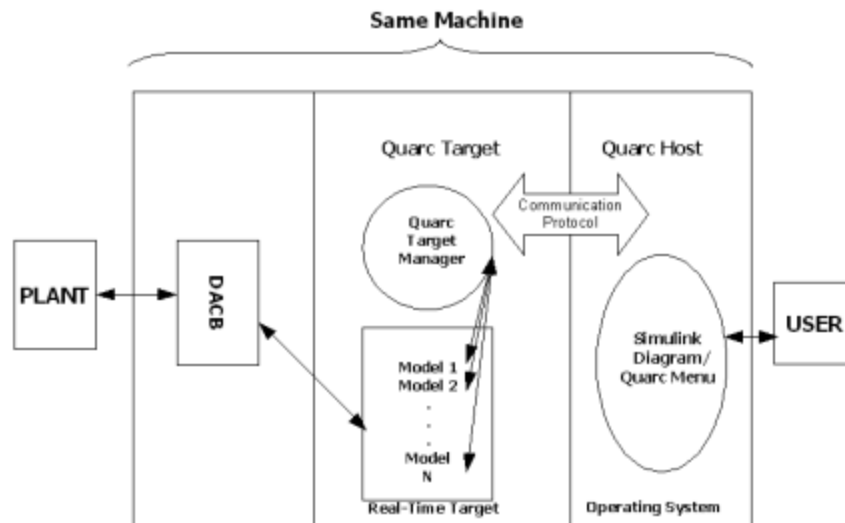 Same Machine
Quarc Target
Quarc Host
Communication
Protocol
Quarc
Target
Manager
PLANT
DACB
USER
Simulink
Diagram/
Quarc Menu
Model 1
Model 2
.
.
.
.
Model
N
Real-Time Target
Operating System